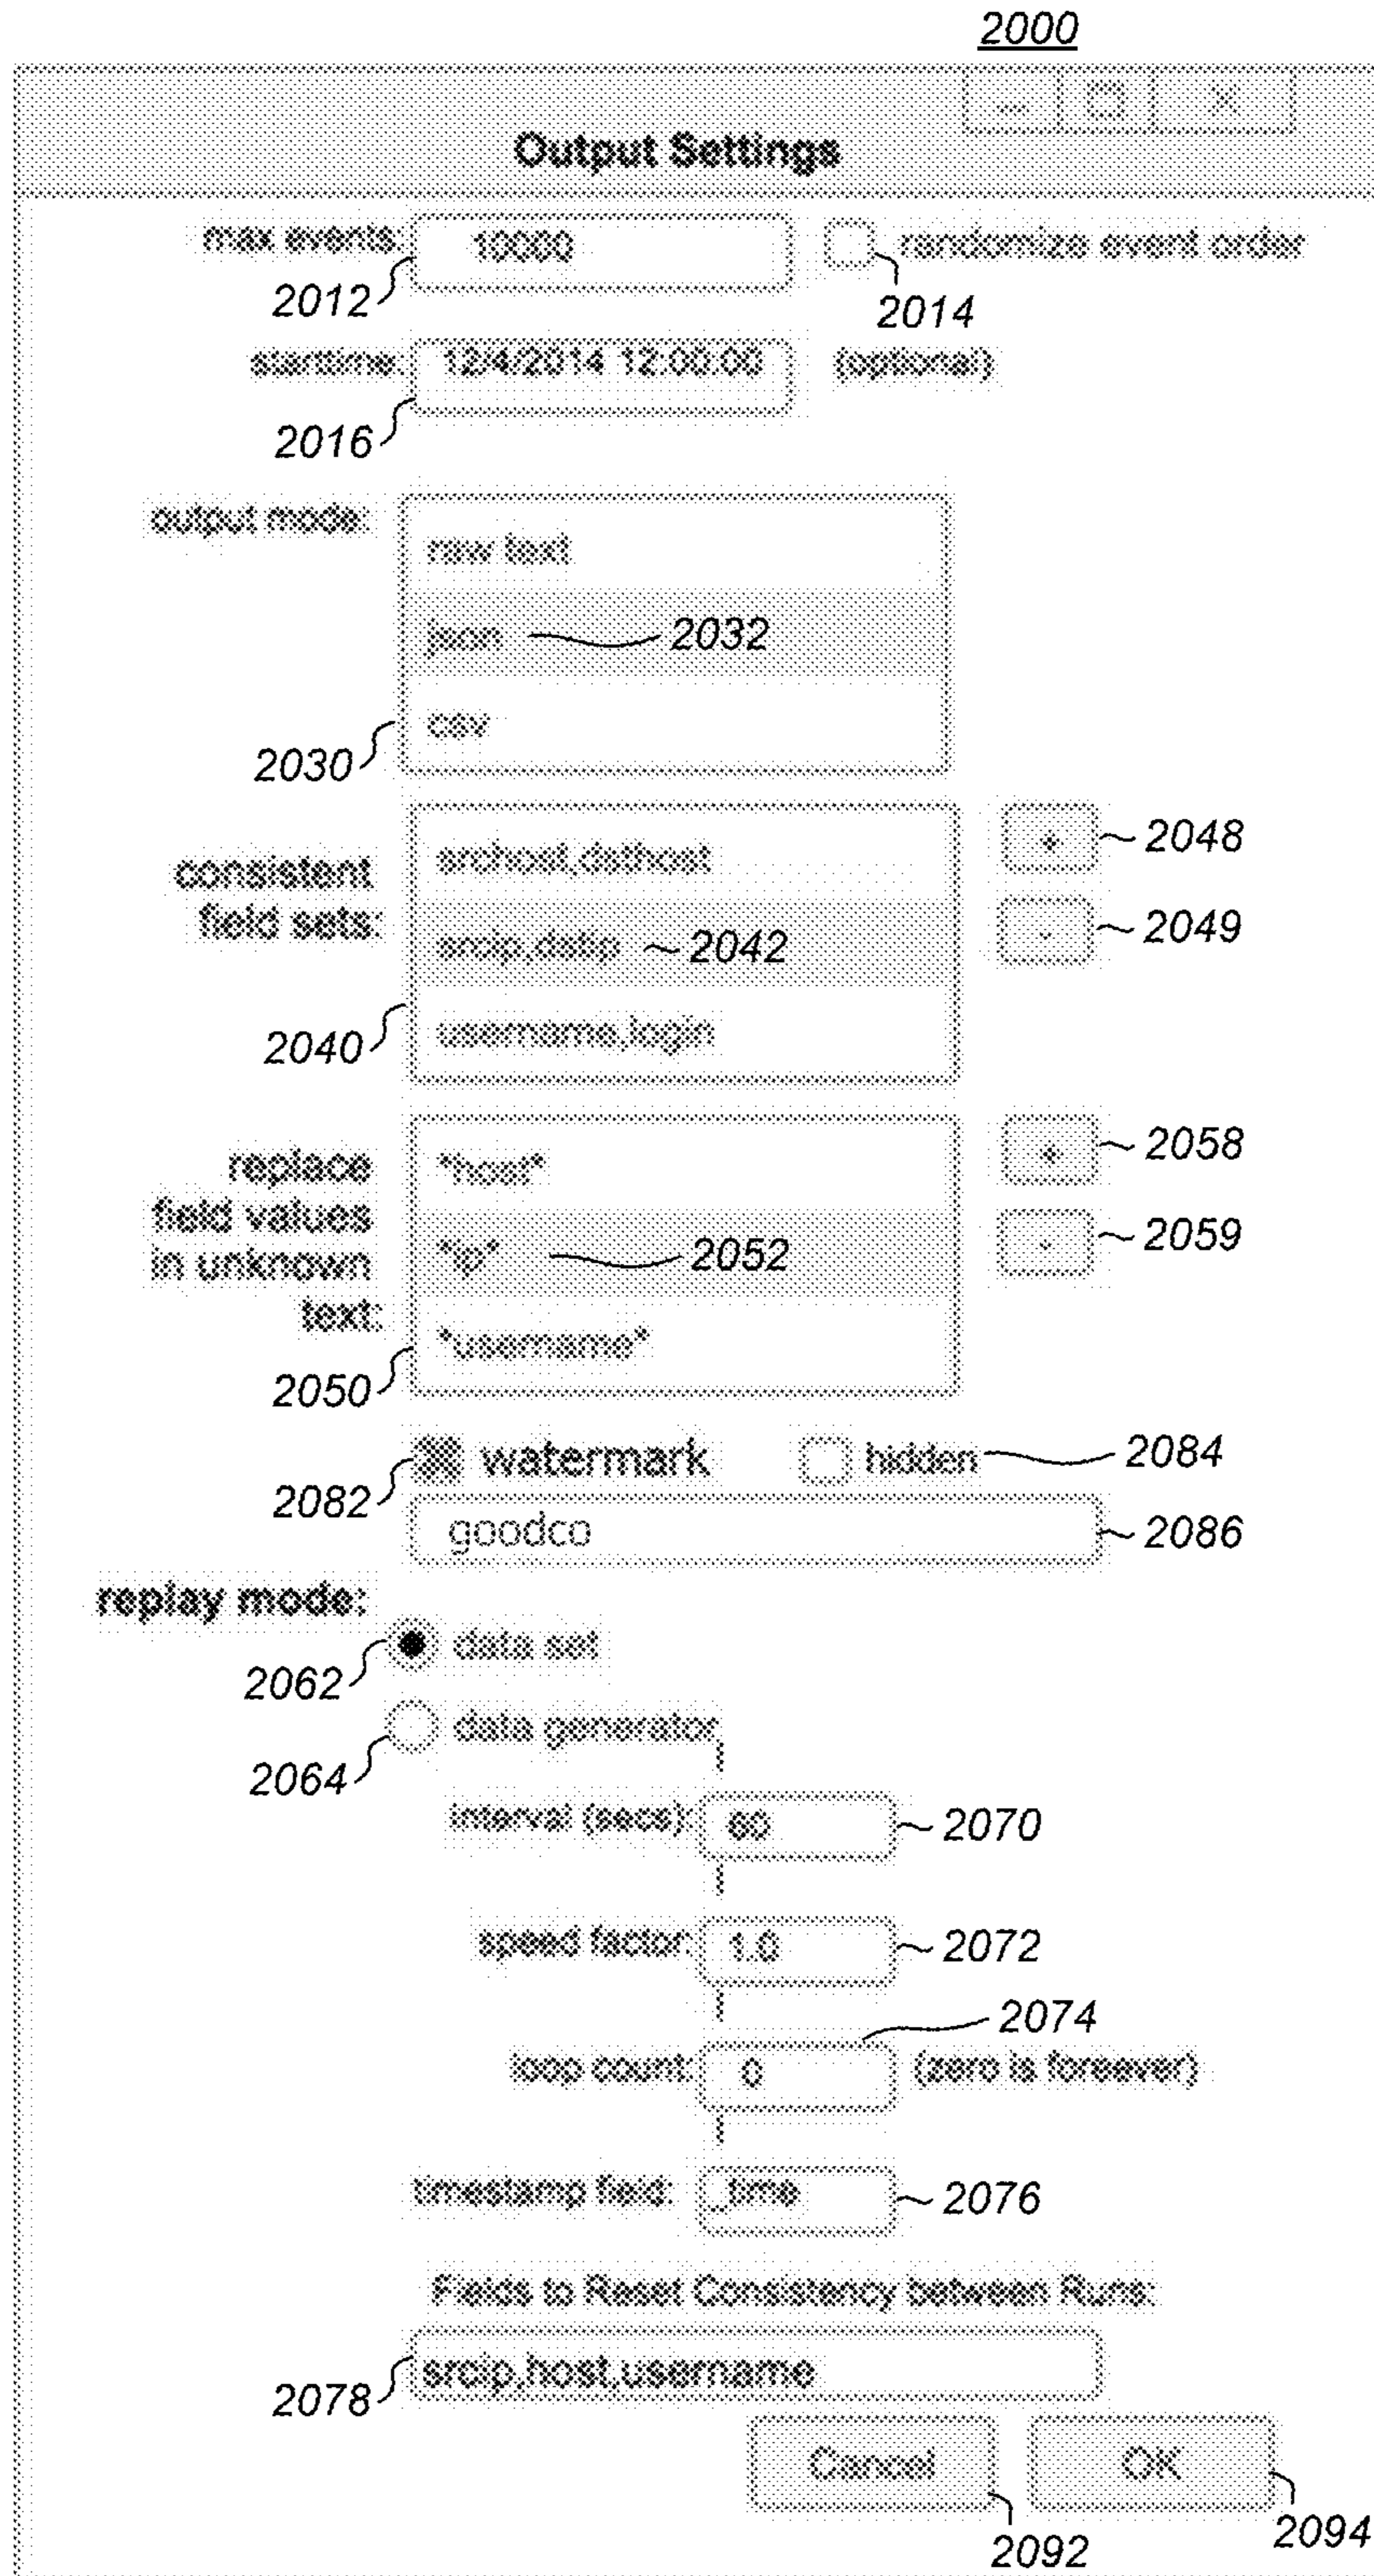 2000
Output Settings
max events: 10000 randomize event order
2012 2014
starttime: 12/4/2014 12:00:00 (optional)
2016
output mode:
raw text
json 2032
csv
2030
consistent field sets:
srchost,dsthost
srcip,dstip 2042
username,login
2040
2048
+
2049
-
replace
field values
in unknown
text:
*host*
*ip* 2052
*username*
2050
2058
+
2059
-
watermark hidden 2084
2082
goodco 2086
replay mode:
data set
2062
data generator
2064
interval (secs): 60 2070
speed factor: 1.0 2072
2074
loop count: 0 (zero is foreever)
timestamp field: _time 2076
Fields to Reset Consistency between Runs:
srcip,host,username
2078
Cancel OK
2092 2094